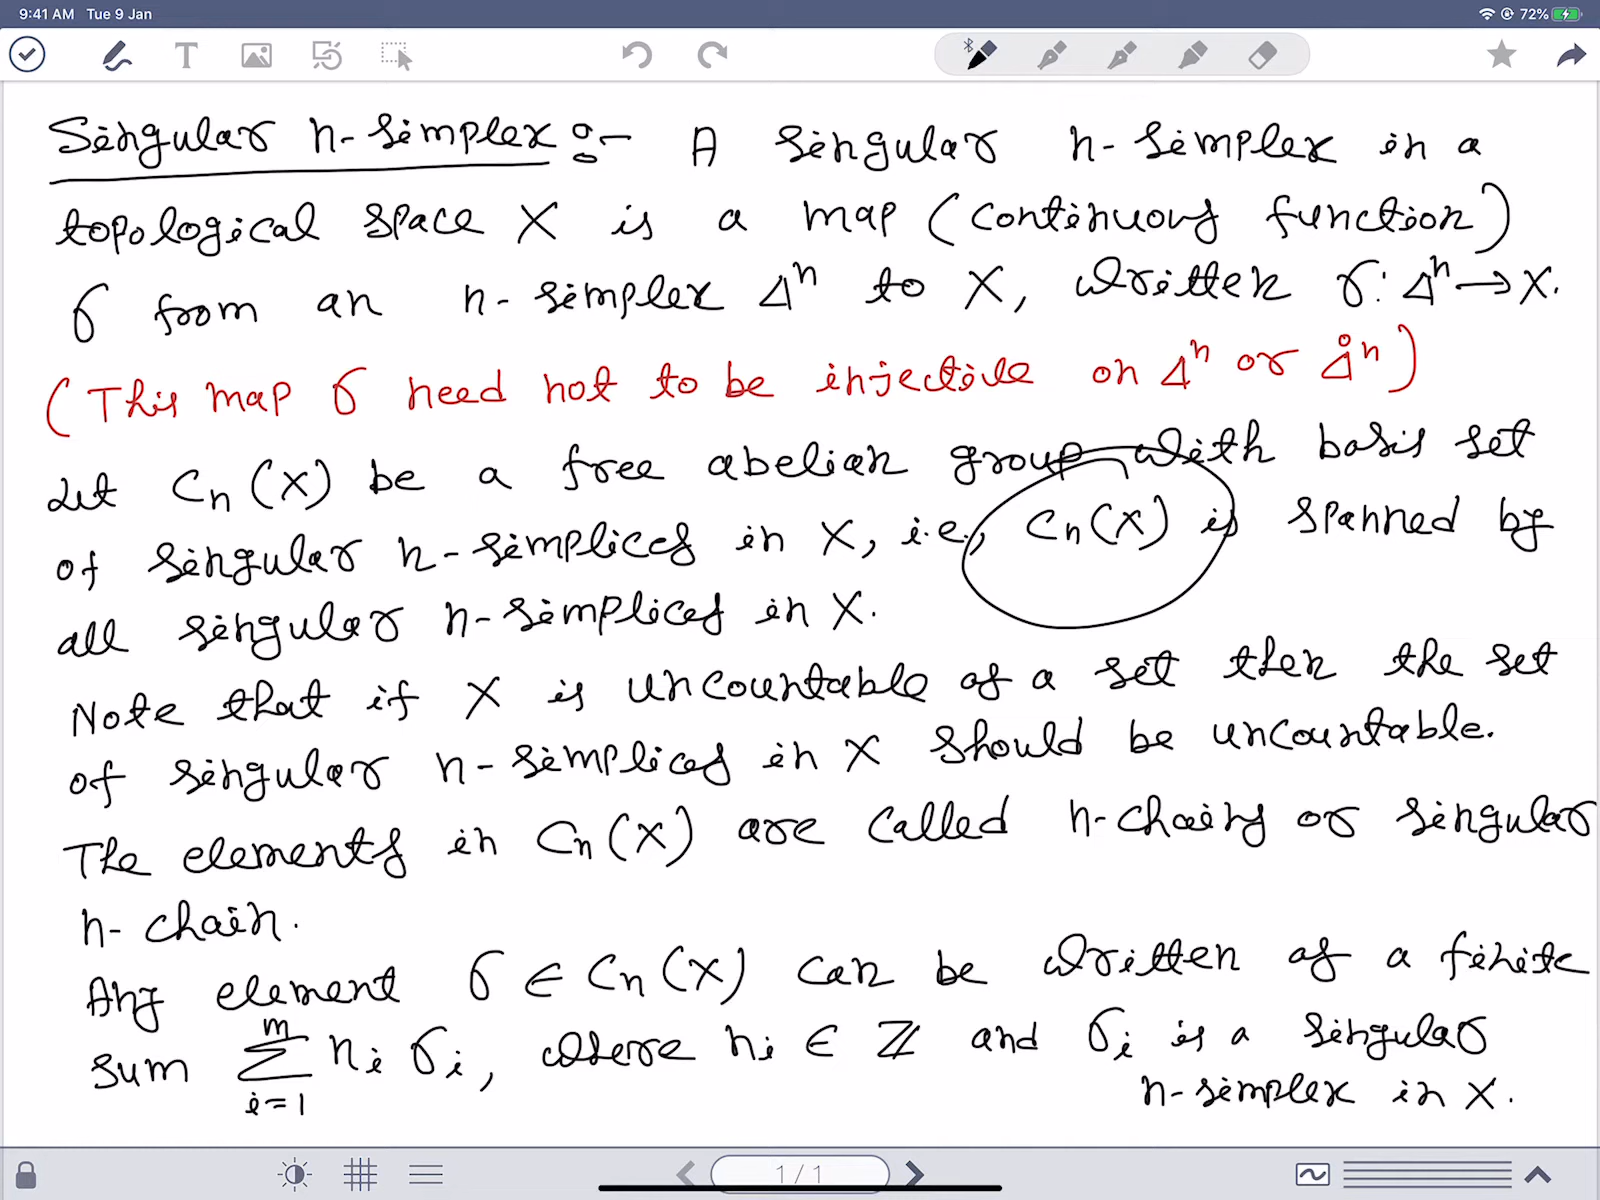 9:41 AM Tue 9 Jan 72%
Singular n-simplex :- A singular n-simplex in a
topological space X is a map (continuous function)
σ from an n-simplex Δⁿ to X, written σ: Δⁿ → X.
(This map σ need not to be injective on Δⁿ or Δ̊ⁿ)
Let Cₙ(X) be a free abelian group with basis set
of singular n-simplices in X, i.e., Cₙ(X) is spanned by
all singular n-simplices in X.
Note that if X is uncountable as a set then the set
of singular n-simplices in X should be uncountable.
The elements in Cₙ(X) are called n-chains or singular
n-chain.
Any element σ ∈ Cₙ(X) can be written as a finite
sum ∑_{i=1}^{m} nᵢ σᵢ, where nᵢ ∈ ℤ and σᵢ is a singular
n-simplex in X.
1 / 1